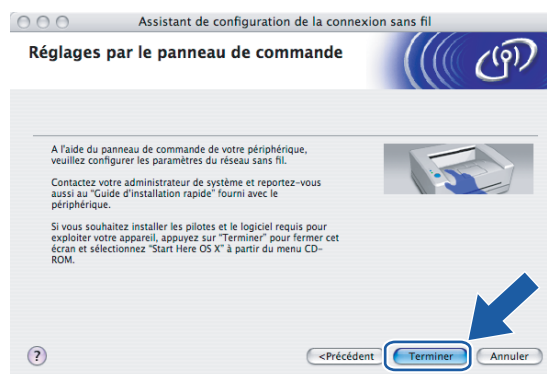 Assistant de configuration de la connexion sans fil
Réglages par le panneau de commande
A l'aide du panneau de commande de votre périphérique,
veuillez configurer les paramètres du réseau sans fil.
Contactez votre administrateur de système et reportez-vous
aussi au "Guide d'installation rapide" fourni avec le
périphérique.
Si vous souhaitez installer les pilotes et le logiciel requis pour
exploiter votre appareil, appuyez sur "Terminer" pour fermer cet
écran et sélectionnez "Start Here OS X" à partir du menu CD-
ROM.
?
<Précédent
Terminer
Annuler